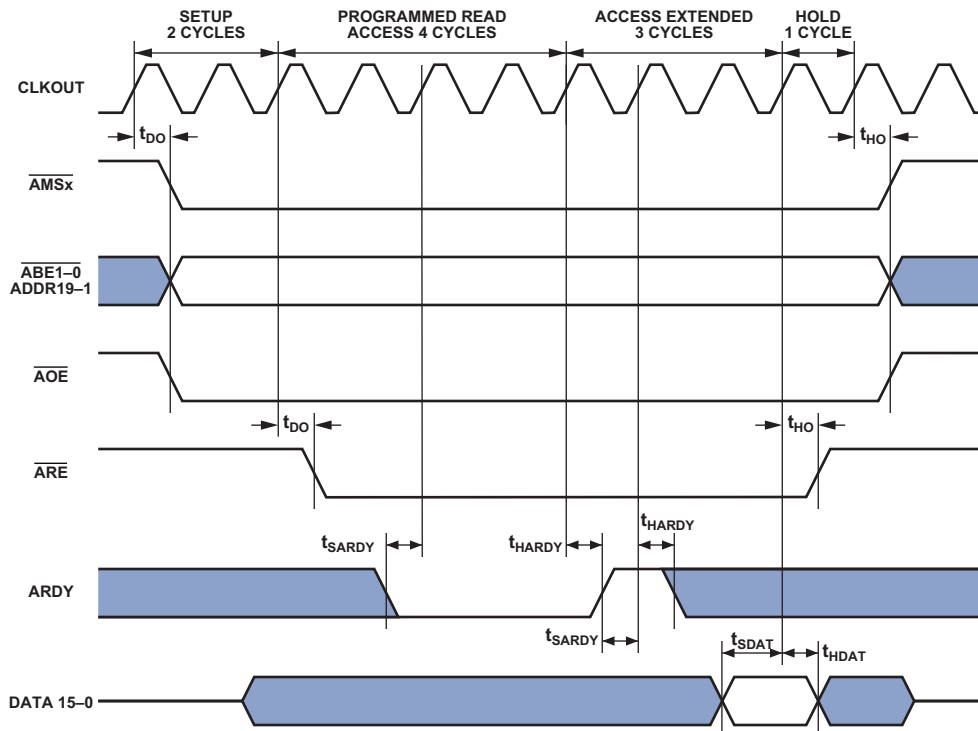 SETUP
2 CYCLES
PROGRAMMED READ
ACCESS 4 CYCLES
ACCESS EXTENDED
3 CYCLES
HOLD
1 CYCLE
CLKOUT
tDO
tHO
AMSx
ABE1–0
ADDR19–1
AOE
tDO
tHO
ARE
tSARDY
tHARDY
tHARDY
ARDY
tSARDY
tSDAT
tHDAT
DATA 15–0